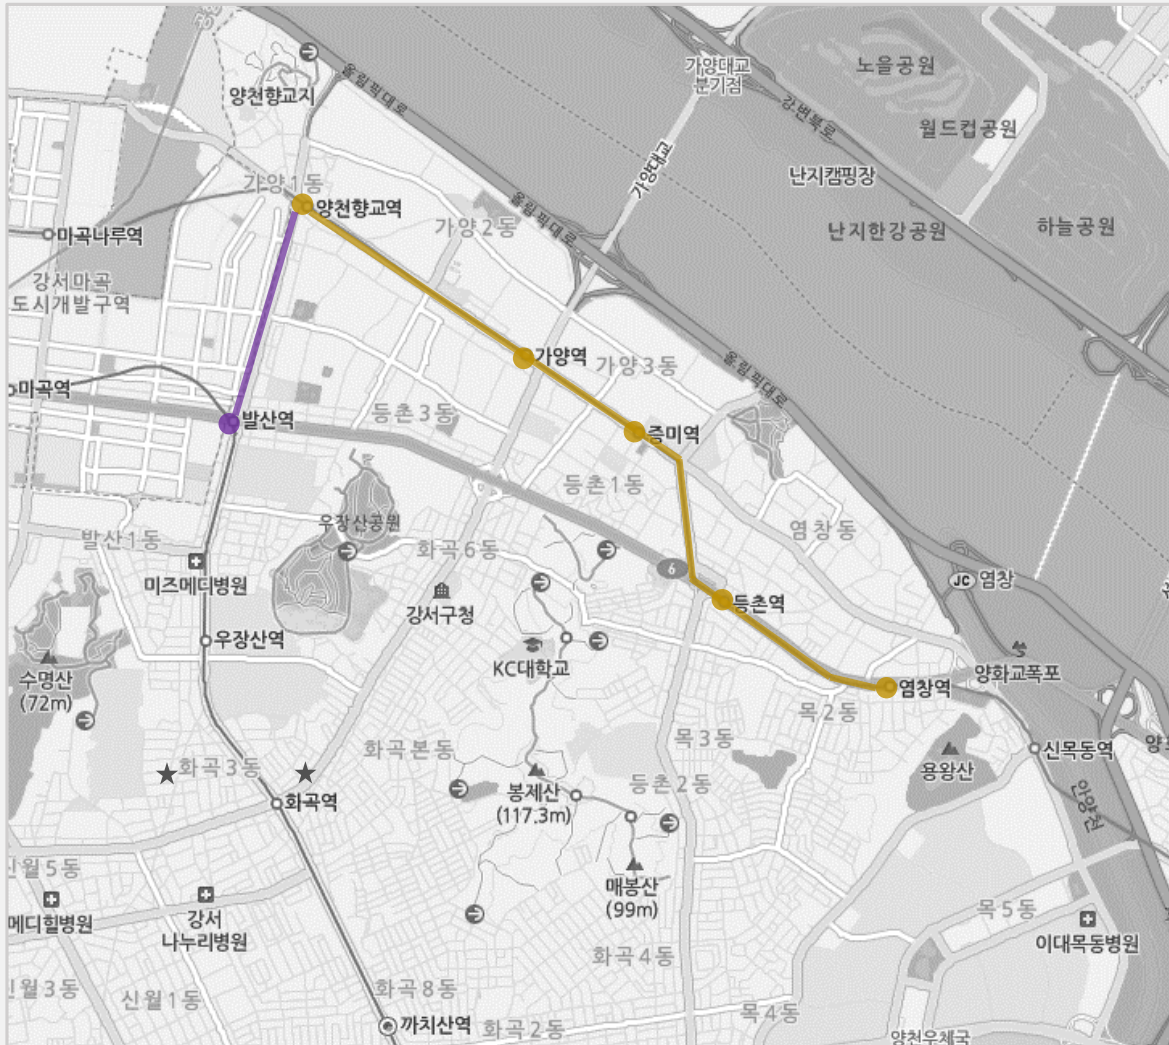 양천향교지
올림픽대로
가양대교
분기점
노을공원
강변북로
월드컵공원
가양대교
난지캠핑장
가양1동
양천향교역
올림픽대로
가양2동
난지한강공원
하늘공원
마곡나루역
강서마곡
도시개발구역
가양역
가양3동
올림픽대로
마곡역
발산역
등촌3동
증미역
등촌1동
우장산공원
염창동
발산1동
화곡6동
미즈메디병원
6
JC 염창
강서구청
등촌역
우장산역
KC대학교
양화교폭포
수명산
(72m)
염창역
목2동
화곡본동
목3동
신목동역
용왕산
화곡3동
봉제산
(117.3m)
등촌2동
안양천
화곡역
신월5동
매봉산
(99m)
메디힐병원
강서
나누리병원
목5동
이대목동병원
화곡4동
신월1동
화곡8동
까치산역
화곡2동
목4동
양천우체국